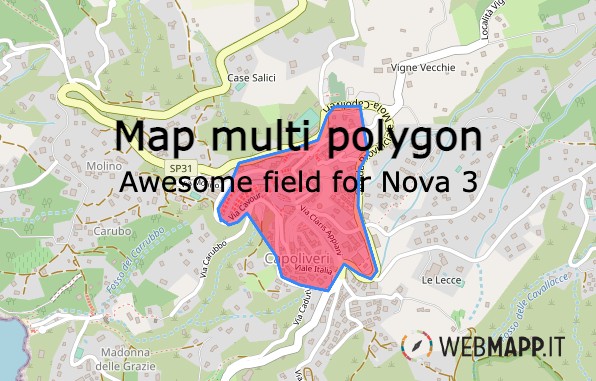 Località Vig
Vigne Vecchie
Case Salici
Map multi polygon
Molino
SP31
Awesome field for Nova 3
Via Cavour
Via Claris Appiani
Carubo
Via Carubbo
Fosso del Carrubbo
Capoliveri
Viale Italia
Le Lecce
Via Cadut
Fosso delle Cavallacce
Madonna
delle Grazie
WEBMAPP.IT